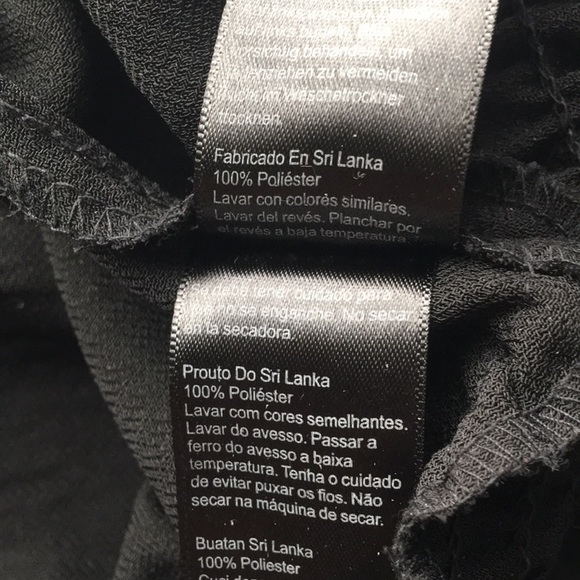 vorsichtig behandeln, um
zu vermeiden
nicht im Wäschetrockner
trocknen.
Fabricado En Sri Lanka
100% Poliéster
Lavar con colores similares.
Lavar del revés. Planchar por
el revés a baja temperatura
debe tener cuidado para
no se enganche. No secar
en la secadora.
Prouto Do Sri Lanka
100% Poliéster
Lavar com cores semelhantes.
Lavar do avesso. Passar a
ferro do avesso a baixa
temperatura. Tenha o cuidado
de evitar puxar os fios. Não
secar na máquina de secar.
Buatan Sri Lanka
100% Poliester